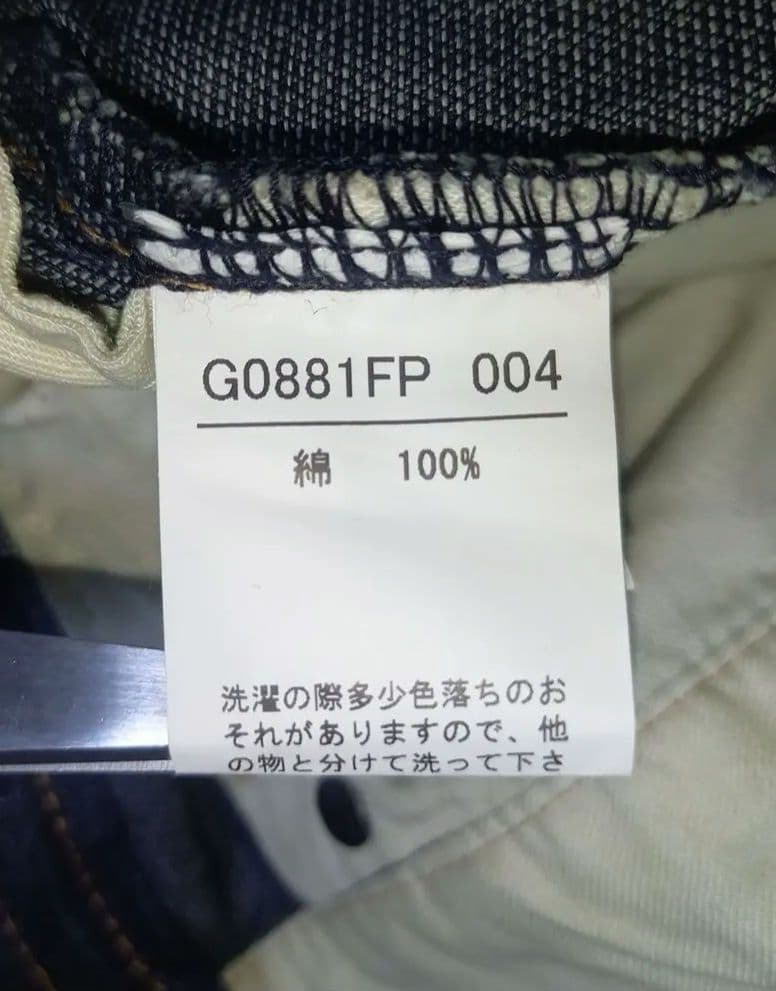 G0881FP 004
綿 100%
洗濯の際多少色落ちのお
それがありますので、他
の物と分けて洗って下さ